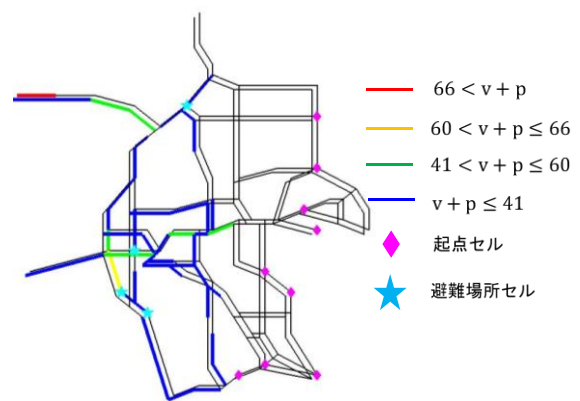 66 < v + p
60 < v + p ≤ 66
41 < v + p ≤ 60
v + p ≤ 41
起点セル
避難場所セル